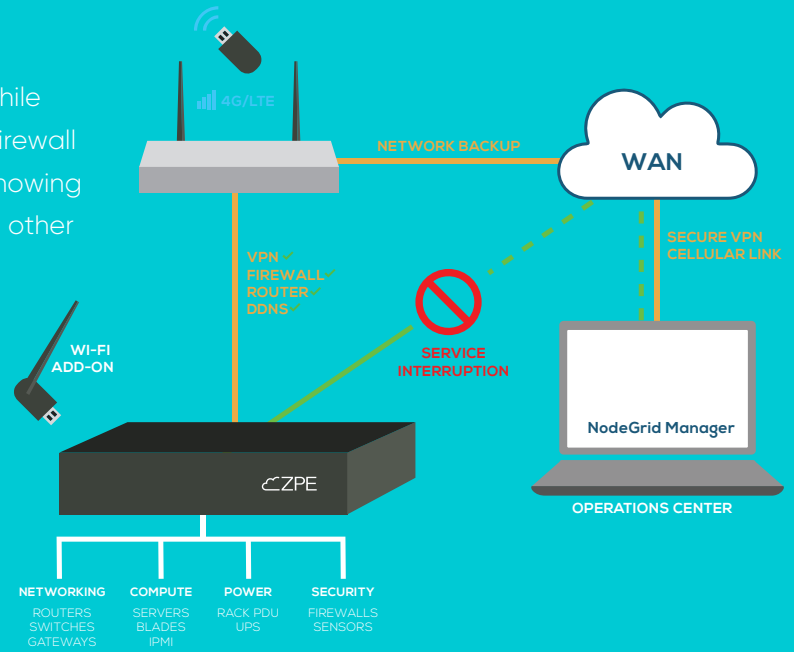 hile
irewall
nowing
other
4G/LTE
NETWORK BACKUP
WAN
VPN ✓
FIREWALL ✓
ROUTER ✓
DDNS ✓
SECURE VPN
CELLULAR LINK
WI-FI
ADD-ON
SERVICE
INTERRUPTION
NodeGrid Manager
ZPE
OPERATIONS CENTER
NETWORKING
ROUTERS
SWITCHES
GATEWAYS
COMPUTE
SERVERS
BLADES
IPMI
POWER
RACK PDU
UPS
SECURITY
FIREWALLS
SENSORS